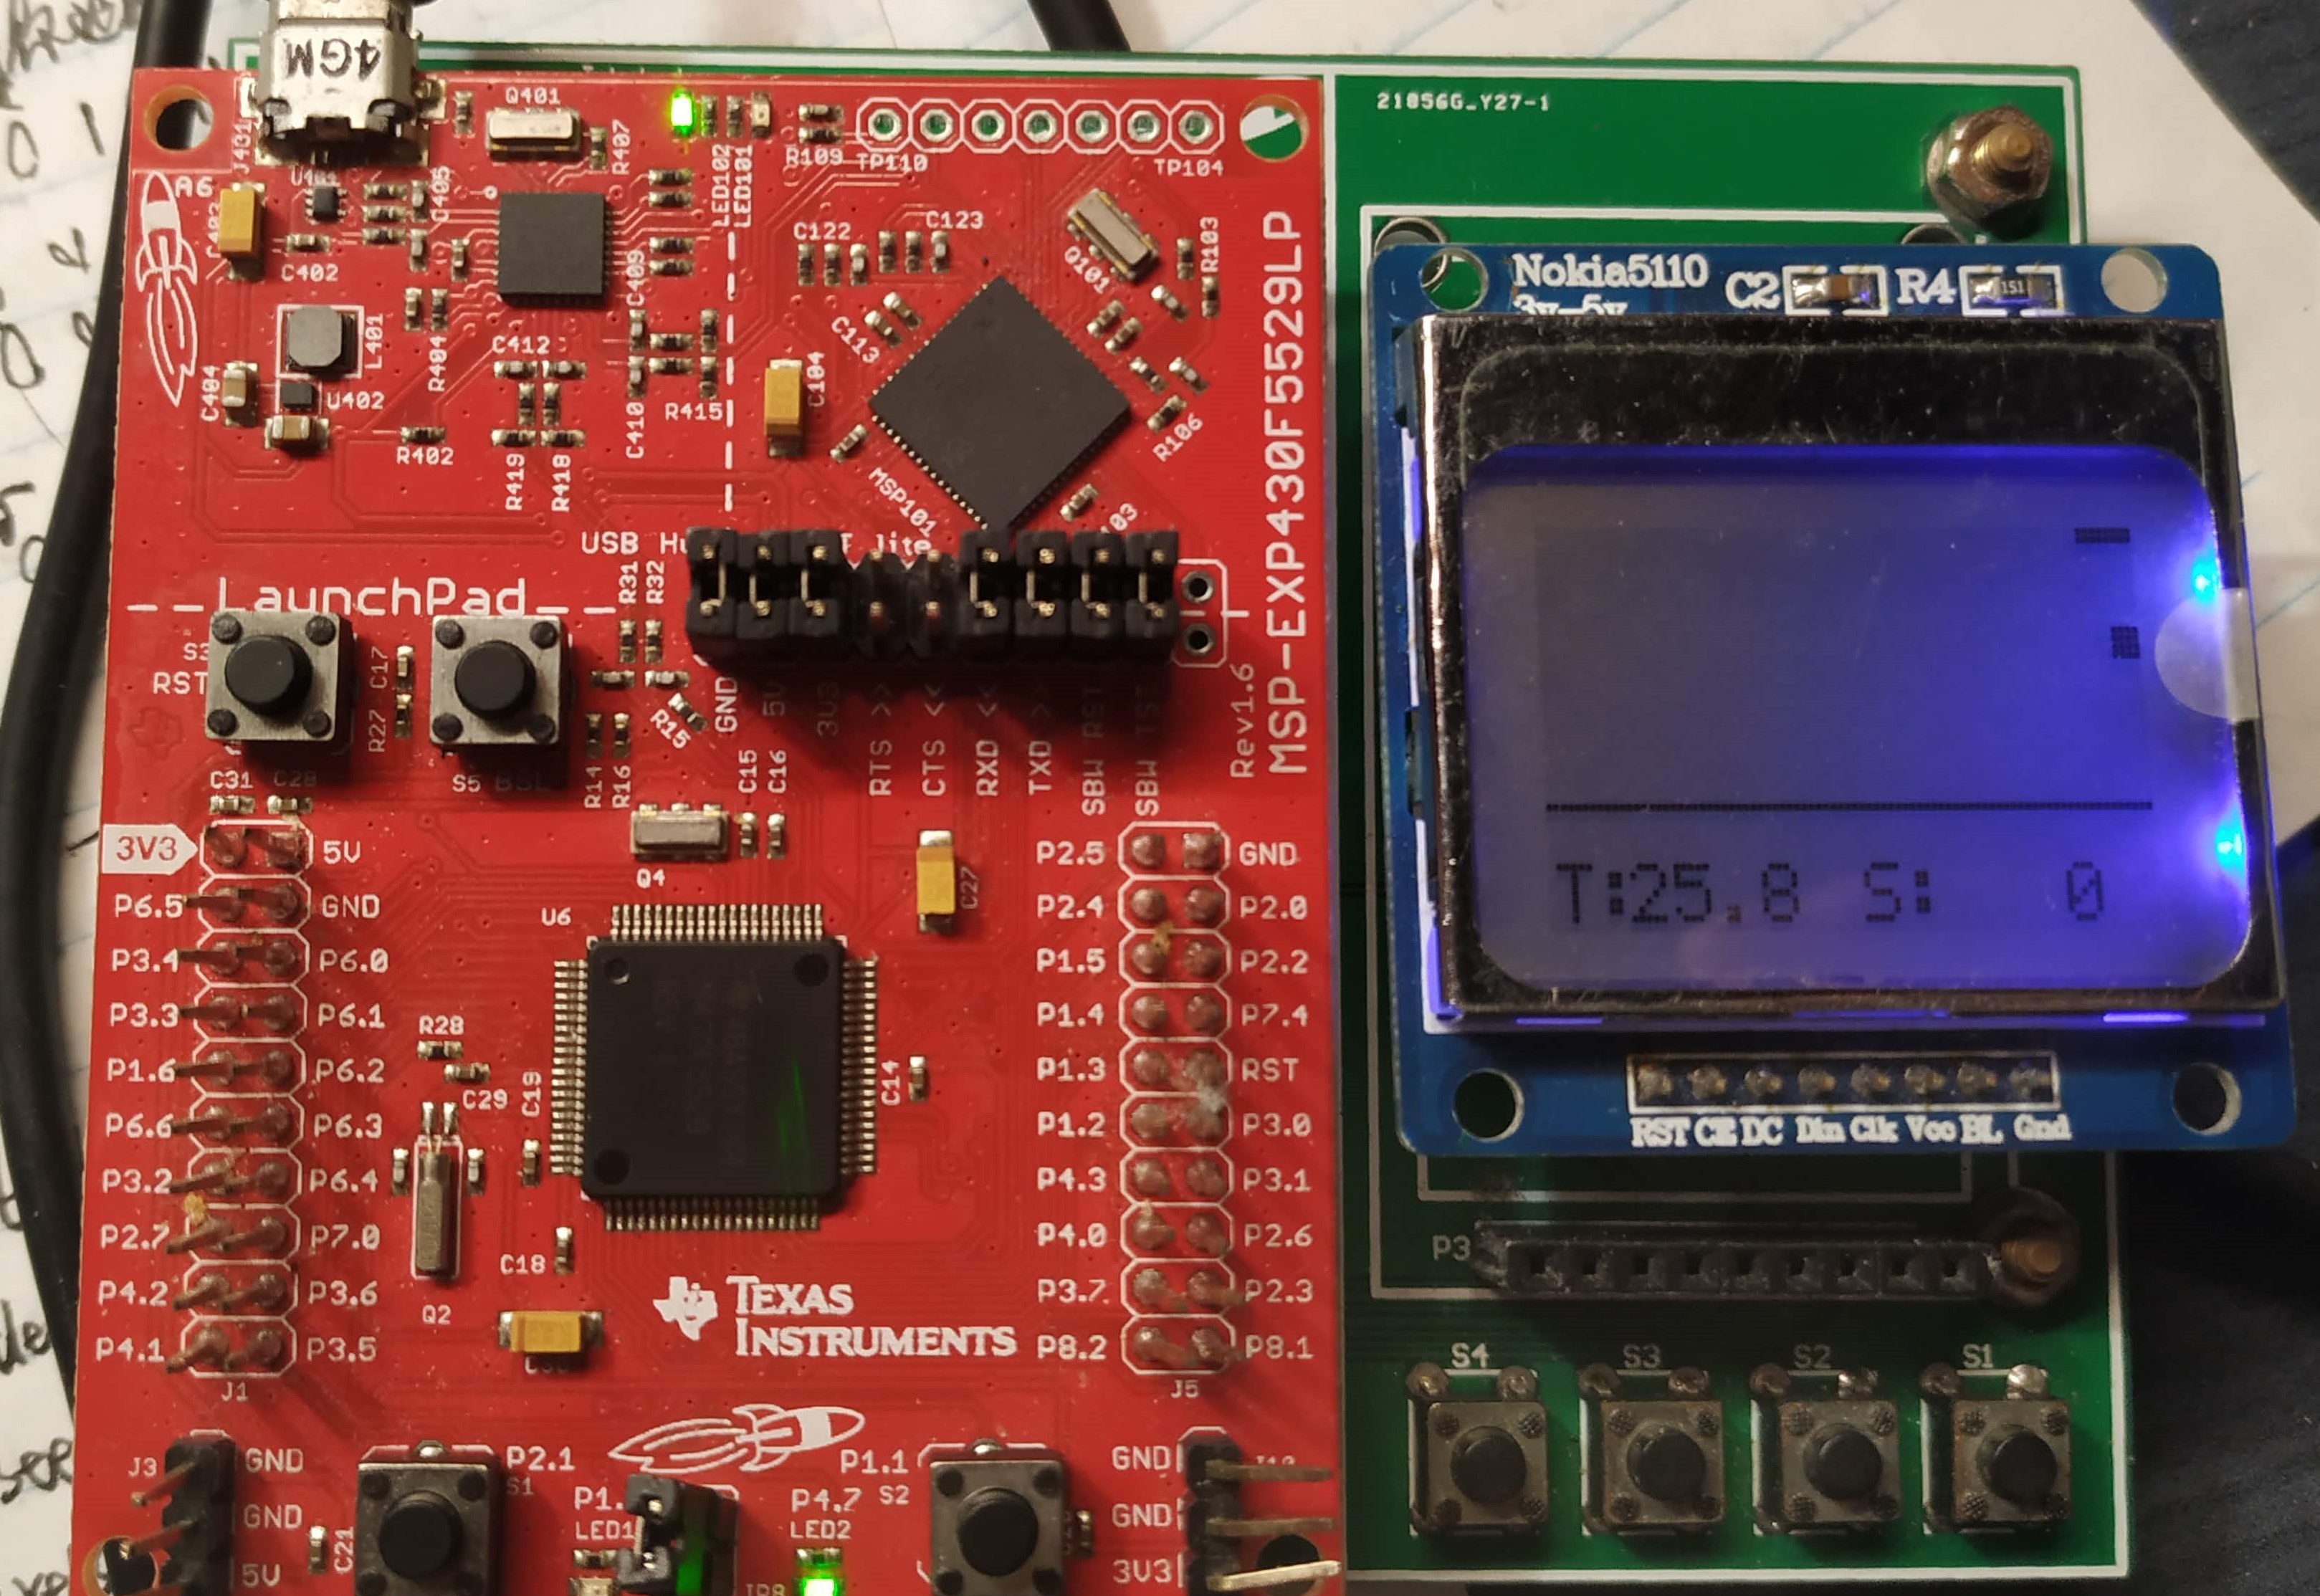 4GM
J431
Q401
R407
LED102
LED101
R109
TP110
TP104
21856G_Y27-1
A6
U401
C405
C403
C402
C409
C122
C123
Q101
R103
C113
Nokia5110
3v-5v
C2
R4
151
L401
C404
U402
R404
C412
C410
R415
C104
R106
R402
R419
R418
MSP101
MSP-EXP430F5529LP
Rev1.6
USB
lite
LaunchPad
R31
R32
RST
C17
R27
R15
GND
5V
3V3
RTS >>
CTS <<
RXD <<
TXD >>
SBW RST
SBW TST
C31
C28
S5 BSL
R14
R16
C15
C16
3V3
5V
P6.5
GND
P3.4
P6.0
P3.3
P6.1
P1.6
P6.2
P6.6
P6.3
P3.2
P6.4
P2.7
P7.0
P4.2
P3.6
P4.1
P3.5
J1
Q4
C27
U6
R28
C29
C19
C14
C18
Q2
P2.5
GND
P2.4
P2.0
P1.5
P2.2
P1.4
P7.4
P1.3
RST
P1.2
P3.0
P4.3
P3.1
P4.0
P2.6
P3.7
P2.3
P8.2
P8.1
J5
TEXAS
INSTRUMENTS
T:25.8 S: 0
RST CE DC Din Clk Vcc BL Gnd
P3
S4
S3
S2
S1
J3
GND
GND
5V
C21
P2.1
S1
LED1
P4.7
LED2
P1.1
S2
GND
GND
3V3